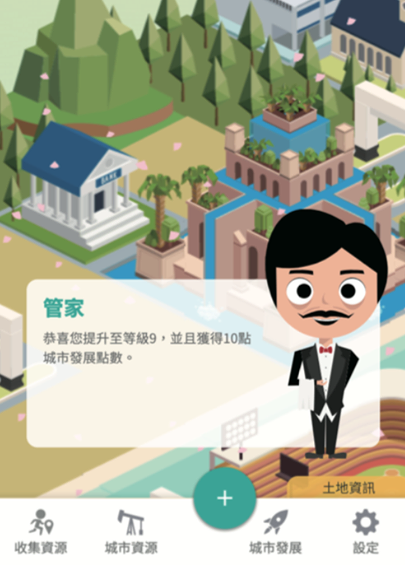 BANK
管家
恭喜您提升至等級9，並且獲得10點
城市發展點數。
土地資訊
收集資源
城市資源
城市發展
設定